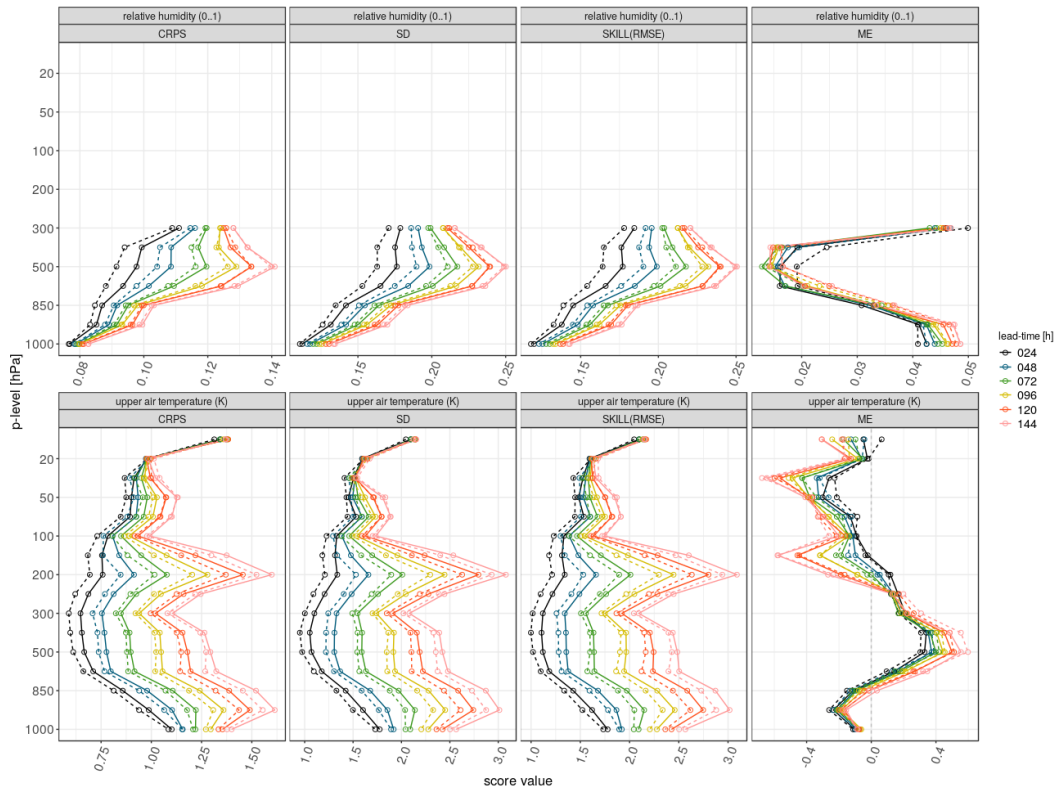 relative humidity (0..1) relative humidity (0..1) relative humidity (0..1) relative humidity (0..1)
CRPS SD SKILL(RMSE) ME
20
50
100
200
300
500
850
1000
0.08 0.10 0.12 0.14 0.10 0.15 0.20 0.25 0.15 0.20 0.25 0.02 0.03 0.04 0.05
p-level [hPa]
lead-time [h]
024
048
072
096
120
144
upper air temperature (K) upper air temperature (K) upper air temperature (K) upper air temperature (K)
CRPS SD SKILL(RMSE) ME
20
50
100
200
300
500
850
1000
0.75 1.00 1.25 1.50 1.0 1.5 2.0 2.5 3.0 1.0 1.5 2.0 2.5 3.0 -0.4 0.0 0.4
score value